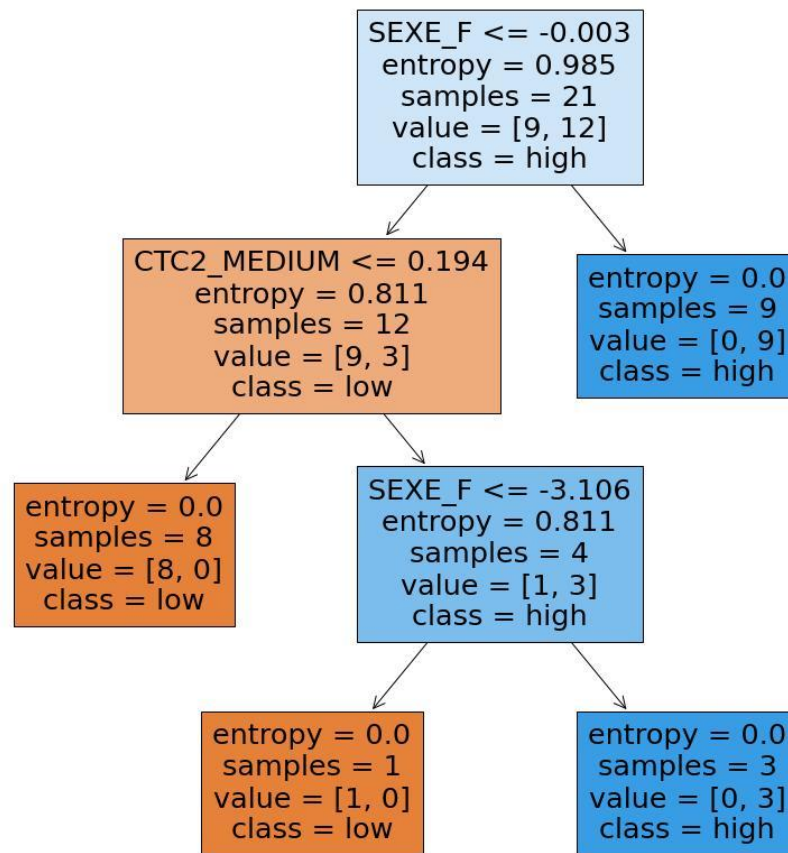 SEXE_F <= -0.003
entropy = 0.985
samples = 21
value = [9, 12]
class = high
CTC2_MEDIUM <= 0.194
entropy = 0.811
samples = 12
value = [9, 3]
class = low
entropy = 0.0
samples = 9
value = [0, 9]
class = high
entropy = 0.0
samples = 8
value = [8, 0]
class = low
SEXE_F <= -3.106
entropy = 0.811
samples = 4
value = [1, 3]
class = high
entropy = 0.0
samples = 1
value = [1, 0]
class = low
entropy = 0.0
samples = 3
value = [0, 3]
class = high